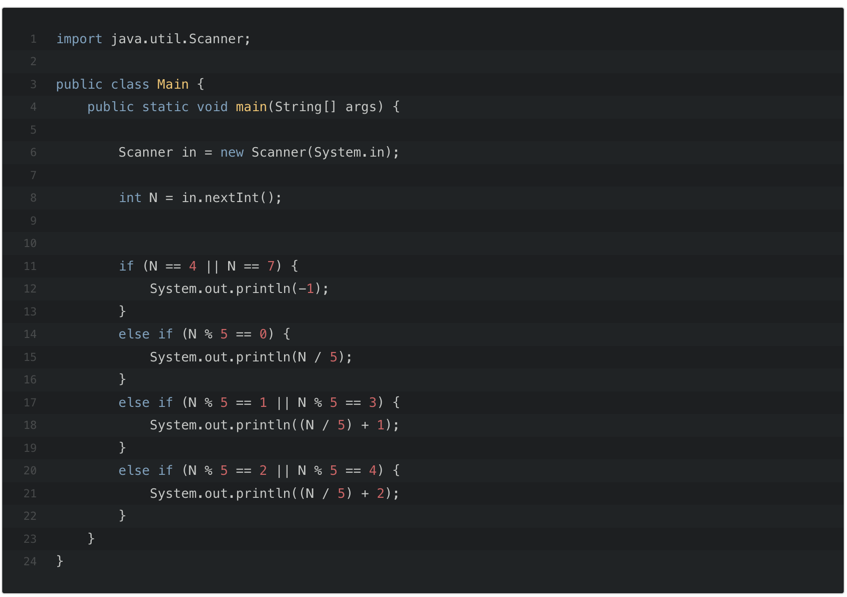 1 import java.util.Scanner;
2
3 public class Main {
4     public static void main(String[] args) {
5
6         Scanner in = new Scanner(System.in);
7
8         int N = in.nextInt();
9
10
11         if (N == 4 || N == 7) {
12             System.out.println(-1);
13         }
14         else if (N % 5 == 0) {
15             System.out.println(N / 5);
16         }
17         else if (N % 5 == 1 || N % 5 == 3) {
18             System.out.println((N / 5) + 1);
19         }
20         else if (N % 5 == 2 || N % 5 == 4) {
21             System.out.println((N / 5) + 2);
22         }
23     }
24 }